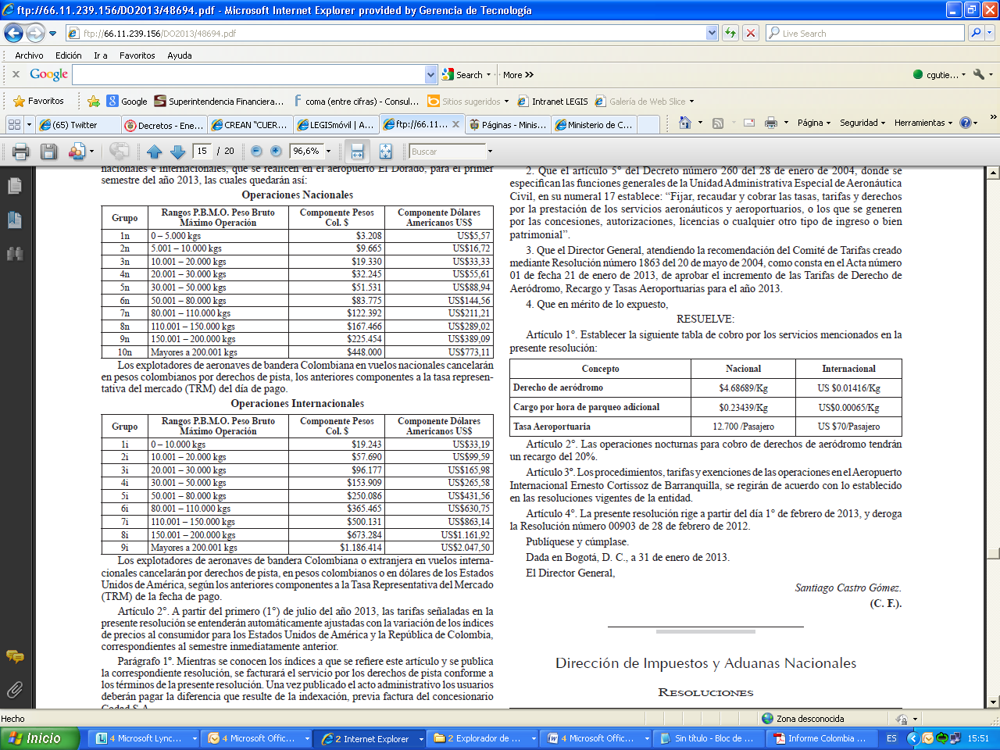 ftp://66.11.239.156/DO2013/48694.pdf - Microsoft Internet Explorer provided by Gerencia de Tecnología
ftp://66.11.239.156/DO2013/48694.pdf
Live Search
Archivo Edición Ir a Favoritos Ayuda
x Google Search More >> cgutie...
Favoritos Google Superintendencia Financiera... coma (entre cifras) - Consul... Sitios sugeridos Intranet LEGIS Galería de Web Slice
(65) Twitter Decretos - Ene... CREAN "CUER... LEGISmóvil | A... ftp://66.11... Páginas - Minis... Ministerio de C... Página Seguridad Herramientas
15 / 20 96,6% Buscar
nacionales e internacionales, que se realicen en el aeropuerto El Dorado, para el primer
semestre del año 2013, las cuales quedarán así:
Operaciones Nacionales
Grupo Rangos P.B.M.O. Peso Bruto Máximo Operación Componente Pesos Col. $ Componente Dólares Americanos US$
1n 0 – 5.000 kgs $3.208 US$5,57
2n 5.001 – 10.000 kgs $9.665 US$16,72
3n 10.001 – 20.000 kgs $19.330 US$33,33
4n 20.001 – 30.000 kgs $32.245 US$55,61
5n 30.001 – 50.000 kgs $51.531 US$88,94
6n 50.001 – 80.000 kgs $83.775 US$144,56
7n 80.001 – 110.000 kgs $122.392 US$211,21
8n 110.001 – 150.000 kgs $167.466 US$289,02
9n 150.001 – 200.000 kgs $225.454 US$389,09
10n Mayores a 200.001 kgs $448.000 US$773,11
Los explotadores de aeronaves de bandera Colombiana en vuelos nacionales cancelarán
en pesos colombianos por derechos de pista, los anteriores componentes a la tasa represen-
tativa del mercado (TRM) del día de pago.
Operaciones Internacionales
Grupo Rangos P.B.M.O. Peso Bruto Máximo Operación Componente Pesos Col. $ Componente Dólares Americanos US$
1i 0 – 10.000 kgs $19.243 US$33,19
2i 10.001 – 20.000 kgs $57.690 US$99,59
3i 20.001 – 30.000 kgs $96.177 US$165,98
4i 30.001 – 50.000 kgs $153.909 US$265,58
5i 50.001 – 80.000 kgs $250.086 US$431,56
6i 80.001 – 110.000 kgs $365.465 US$630,75
7i 110.001 – 150.000 kgs $500.131 US$863,14
8i 150.001 – 200.000 kgs $673.284 US$1.161,92
9i Mayores a 200.001 kgs $1.186.414 US$2.047,50
Los explotadores de aeronaves de bandera Colombiana o extranjera en vuelos interna-
cionales cancelarán por derechos de pista, en pesos colombianos o en dólares de los Estados
Unidos de América, según los anteriores componentes a la Tasa Representativa del Mercado
(TRM) de la fecha de pago.
Artículo 2°. A partir del primero (1°) de julio del año 2013, las tarifas señaladas en la
presente resolución se entenderán automáticamente ajustadas con la variación de los índices
de precios al consumidor para los Estados Unidos de América y la República de Colombia,
correspondientes al semestre inmediatamente anterior.
Parágrafo 1°. Mientras se conocen los índices a que se refiere este artículo y se publica
la correspondiente resolución, se facturará el servicio por los derechos de pista conforme a
los términos de la presente resolución. Una vez publicado el acto administrativo los usuarios
deberán pagar la diferencia que resulte de la indexación, previa factura del concesionario
2. Que el artículo 5° del Decreto número 260 del 28 de enero de 2004, donde se
especifican las funciones generales de la Unidad Administrativa Especial de Aeronáutica
Civil, en su numeral 17 establece: “Fijar, recaudar y cobrar las tasas, tarifas y derechos
por la prestación de los servicios aeronáuticos y aeroportuarios, o los que se generen
por las concesiones, autorizaciones, licencias o cualquier otro tipo de ingreso o bien
patrimonial”.
3. Que el Director General, atendiendo la recomendación del Comité de Tarifas creado
mediante Resolución número 1863 del 20 de mayo de 2004, como consta en el Acta número
01 de fecha 21 de enero de 2013, de aprobar el incremento de las Tarifas de Derecho de
Aeródromo, Recargo y Tasas Aeroportuarias para el año 2013.
4. Que en mérito de lo expuesto,
RESUELVE:
Artículo 1°. Establecer la siguiente tabla de cobro por los servicios mencionados en la
presente resolución:
Concepto Nacional Internacional
Derecho de aeródromo $4.68689/Kg US $0.01416/Kg
Cargo por hora de parqueo adicional $0.23439/Kg US$0.00065/Kg
Tasa Aeroportuaria 12.700 /Pasajero US $70/Pasajero
Artículo 2°. Las operaciones nocturnas para cobro de derechos de aeródromo tendrán
un recargo del 20%.
Artículo 3°. Los procedimientos, tarifas y exenciones de las operaciones en el Aeropuerto
Internacional Ernesto Cortissoz de Barranquilla, se regirán de acuerdo con lo establecido
en las resoluciones vigentes de la entidad.
Artículo 4°. La presente resolución rige a partir del día 1° de febrero de 2013, y deroga
la Resolución número 00903 de 28 de febrero de 2012.
Publíquese y cúmplase.
Dada en Bogotá, D. C., a 31 de enero de 2013.
El Director General,
Santiago Castro Gómez.
(C. F.).
Dirección de Impuestos y Aduanas Nacionales
RESOLUCIONES
Hecho Zona desconocida
Inicio 4 Microsoft Lync... 4 Microsoft Offic... 2 Internet Explorer 2 Explorador de ... 4 Microsoft Offic... Sin título - Bloc de ... Informe Colombia ... ES 15:51